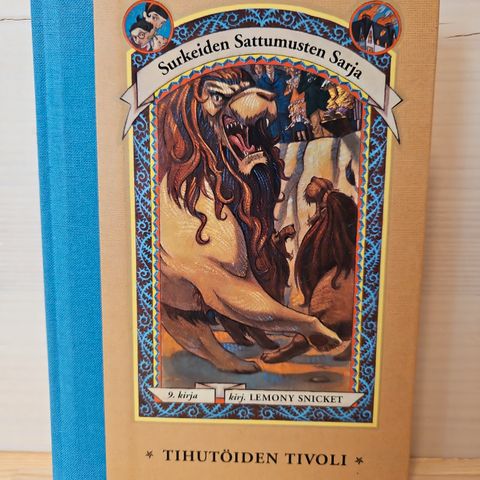 Surkeiden Sattumusten Sarja
9. kirja kirj. LEMONY SNICKET
* TIHUTÖIDEN TIVOLI *